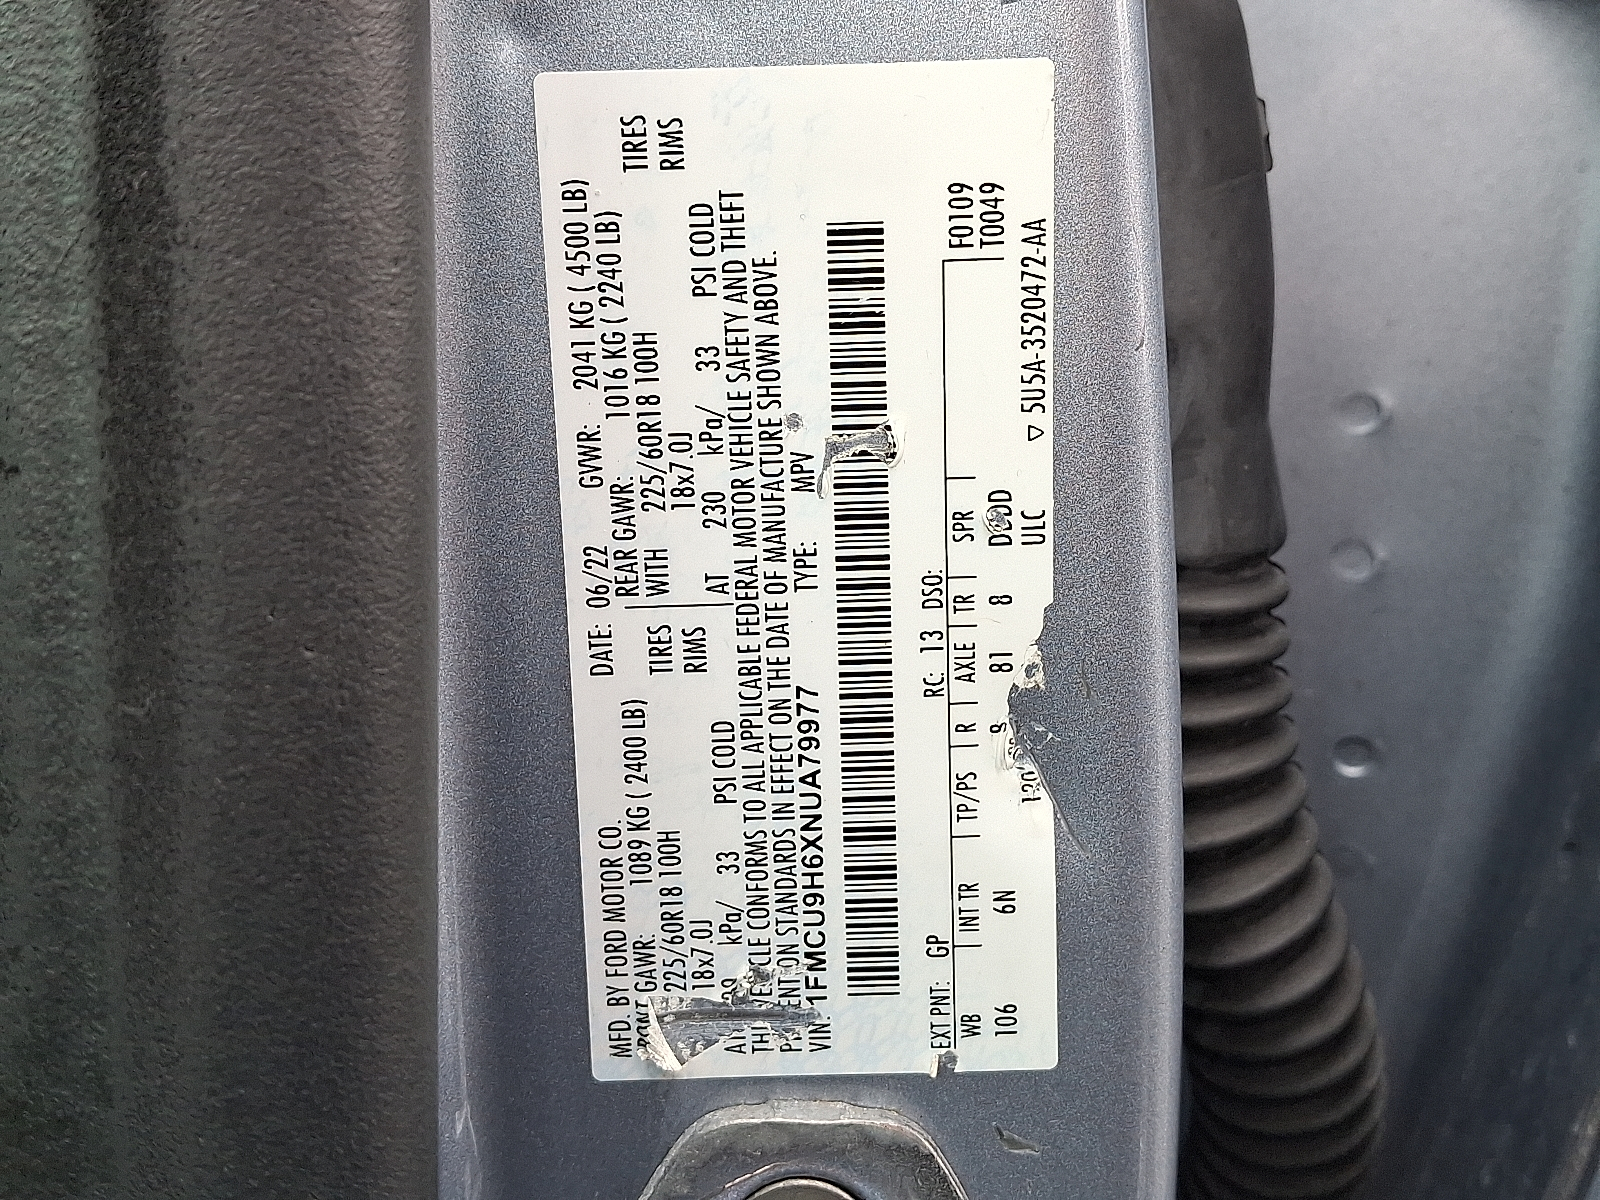 MFD. BY FORD MOTOR CO. DATE: 06/22 GVWR: 2041 KG ( 4500 LB)
FRONT GAWR: 1089 KG ( 2400 LB) REAR GAWR: 1016 KG ( 2240 LB)
225/60R18 100H TIRES WITH 225/60R18 100H TIRES
18x7.0J RIMS 18x7.0J RIMS
kPa/ 33 PSI COLD AT 230 kPa/ 33 PSI COLD
CONFORMS TO ALL APPLICABLE FEDERAL MOTOR VEHICLE SAFETY AND THEFT
STANDARDS IN EFFECT ON THE DATE OF MANUFACTURE SHOWN ABOVE.
VIN: 1FMCU9H6XNUA79977 TYPE: MPV
EXT PNT: GP RC: 13 DSO:
WB INT TR TP/PS R AXLE TR SPR F0109
106 6N 81 8 T0049
ULC ▽ 5U5A-3520472-AA